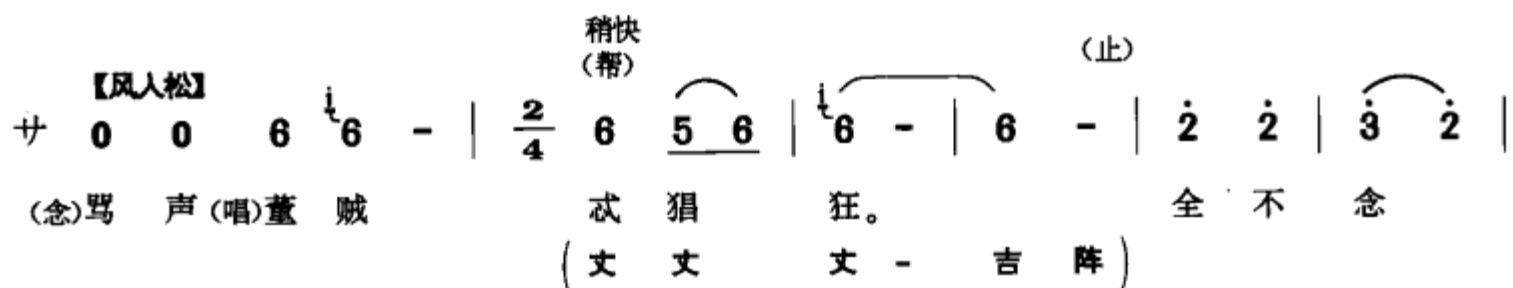 稍快
(帮) (止)
【风入松】
サ 0 0 6 i6 - | 2/4 6 5 6 | i6 - | 6 - | 2̇ 2̇ | 3̇ 2̇ |
(念)骂 声(唱)董 贼 忒 猖 狂。 全 不 念
(丈 丈 丈 - 吉 阵)